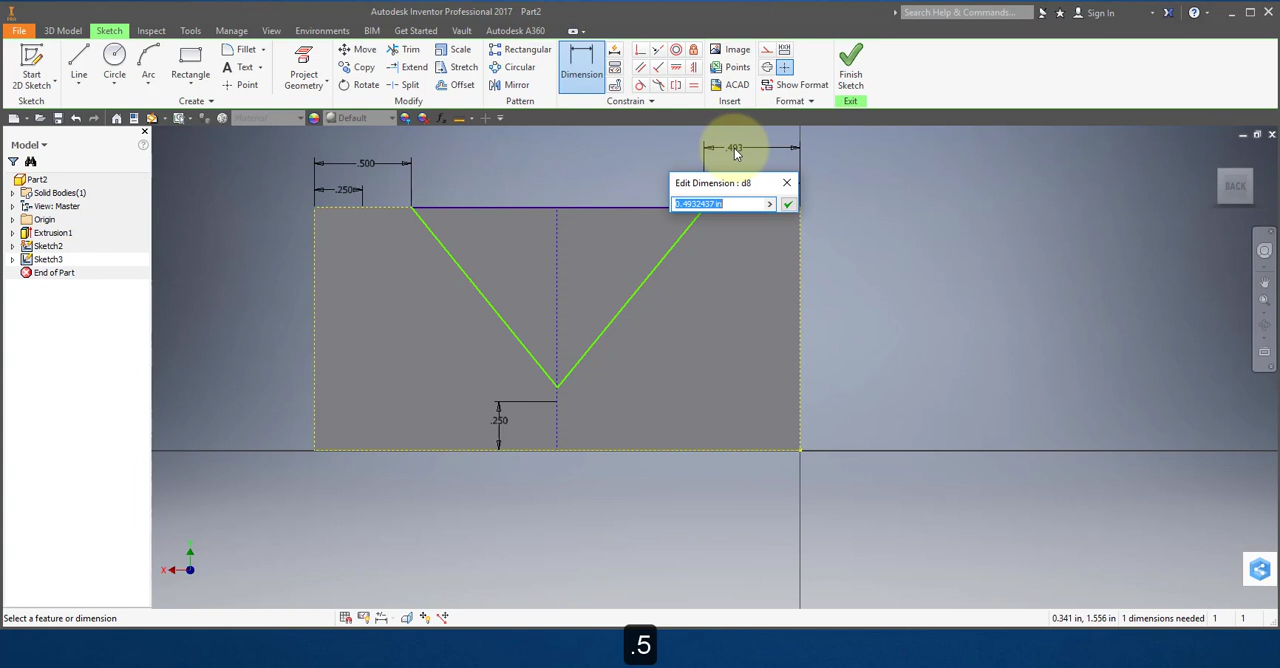 Autodesk Inventor Professional 2017 Part2
Search Help & Commands...
Sign In
PRO
File
3D Model
Sketch
Inspect
Tools
Manage
View
Environments
BIM
Get Started
Vault
Autodesk A360
Start
2D Sketch
Line
Circle
Arc
Rectangle
Fillet
Text
Point
Project
Geometry
Move
Copy
Rotate
Trim
Extend
Split
Scale
Stretch
Offset
Rectangular
Circular
Mirror
Dimension
Image
Points
ACAD
Show Format
Finish
Sketch
Sketch
Create
Modify
Pattern
Constrain
Insert
Format
Exit
Material
Default
Model
Part2
Solid Bodies(1)
View: Master
Origin
Extrusion1
Sketch2
Sketch3
End of Part
.500
.250
.493
Edit Dimension : d8
0.4932437 in
.250
BACK
X
Select a feature or dimension
0.341 in, 1.556 in 1 dimensions needed 1 1
.5